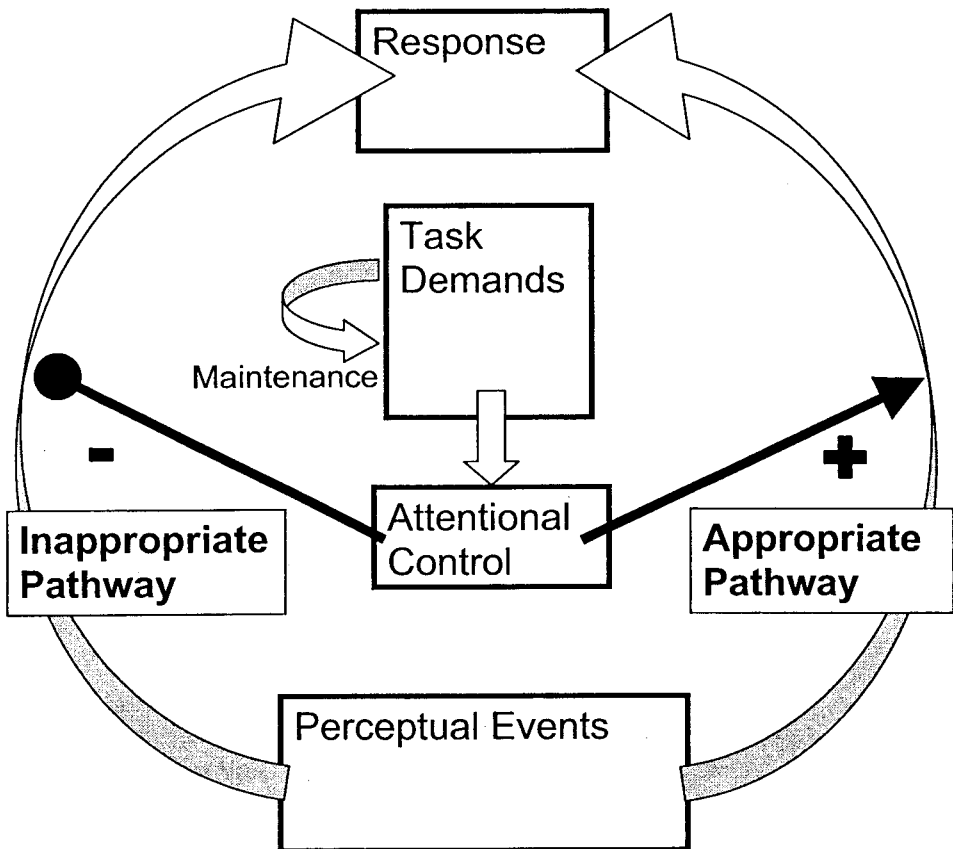 Response
Task
Demands
Maintenance
-
+
Attentional
Control
Inappropriate
Pathway
Appropriate
Pathway
Perceptual Events